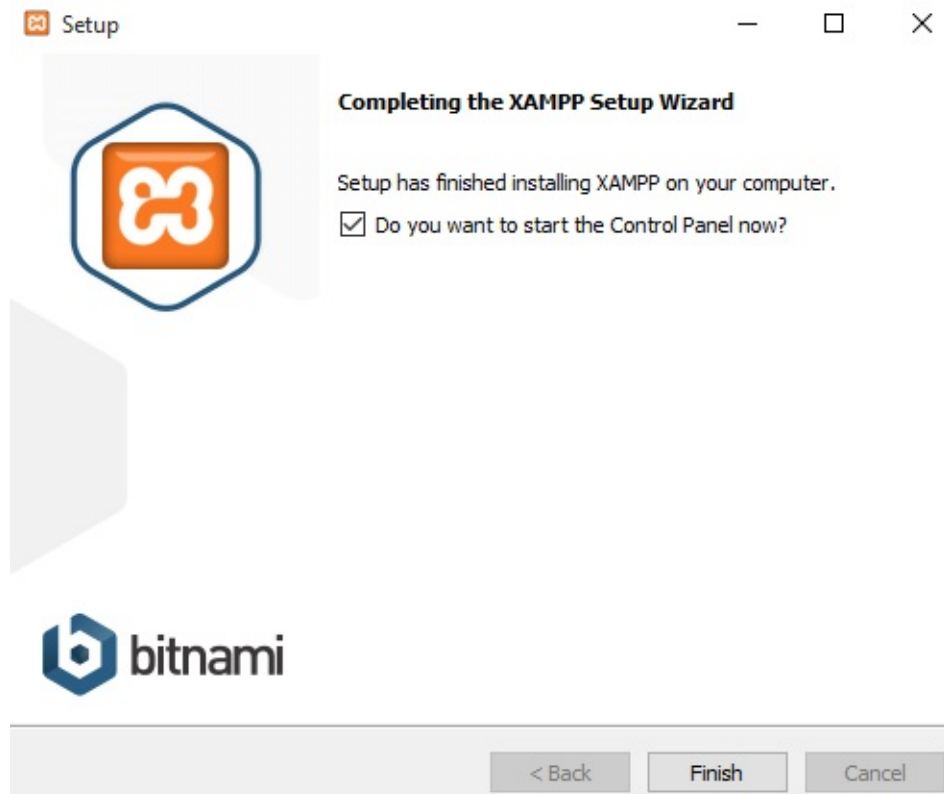 Setup
Completing the XAMPP Setup Wizard
Setup has finished installing XAMPP on your computer.
Do you want to start the Control Panel now?
bitnami
< Back Finish Cancel